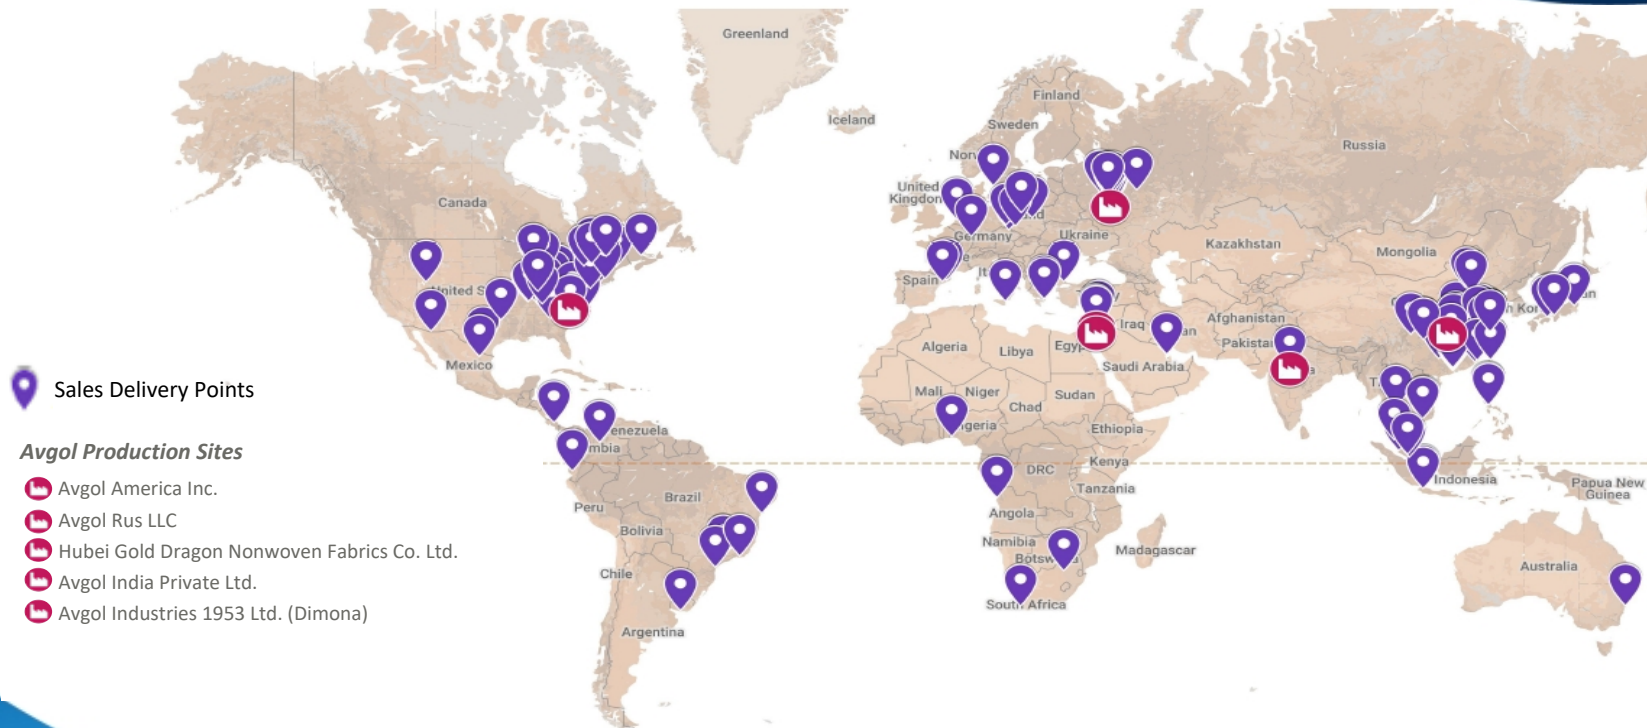 Greenland
Finland
Iceland
Sweden
Russia
Canada
United
Kingdom
Germany
Ukraine
Kazakhstan
Mongolia
Spain
Iraq
Afghanistan
Pakistan
Mexico
Algeria
Libya
Saudi Arabia
Mali
Niger
Chad
Sudan
Ethiopia
DRC
Kenya
Tanzania
Angola
Namibia
Madagascar
South Africa
Brazil
Peru
Bolivia
Chile
Argentina
Indonesia
Papua New
Guinea
Australia
Sales Delivery Points
Avgol Production Sites
Avgol America Inc.
Avgol Rus LLC
Hubei Gold Dragon Nonwoven Fabrics Co. Ltd.
Avgol India Private Ltd.
Avgol Industries 1953 Ltd. (Dimona)